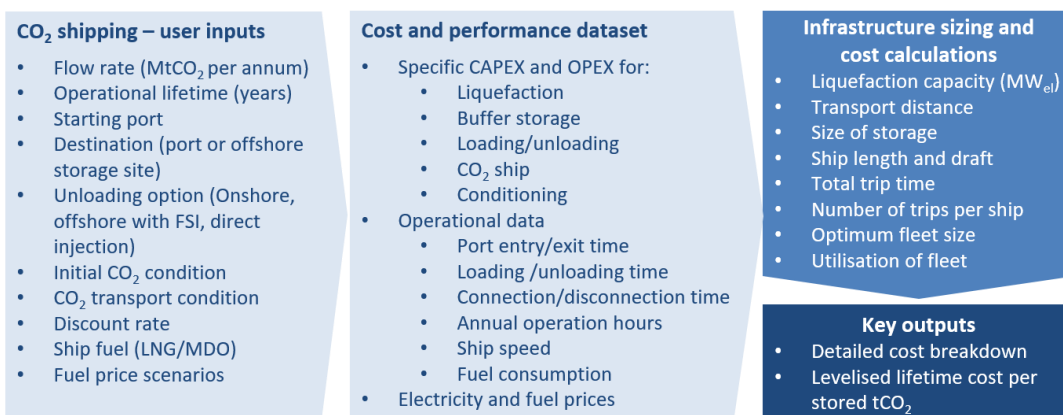 CO₂ shipping – user inputs
• Flow rate (MtCO₂ per annum)
• Operational lifetime (years)
• Starting port
• Destination (port or offshore
storage site)
• Unloading option (Onshore,
offshore with FSI, direct
injection)
• Initial CO₂ condition
• CO₂ transport condition
• Discount rate
• Ship fuel (LNG/MDO)
• Fuel price scenarios
Cost and performance dataset
• Specific CAPEX and OPEX for:
• Liquefaction
• Buffer storage
• Loading/unloading
• CO₂ ship
• Conditioning
• Operational data
• Port entry/exit time
• Loading /unloading time
• Connection/disconnection time
• Annual operation hours
• Ship speed
• Fuel consumption
• Electricity and fuel prices
Infrastructure sizing and
cost calculations
• Liquefaction capacity (MWel)
• Transport distance
• Size of storage
• Ship length and draft
• Total trip time
• Number of trips per ship
• Optimum fleet size
• Utilisation of fleet
Key outputs
• Detailed cost breakdown
• Levelised lifetime cost per
stored tCO₂